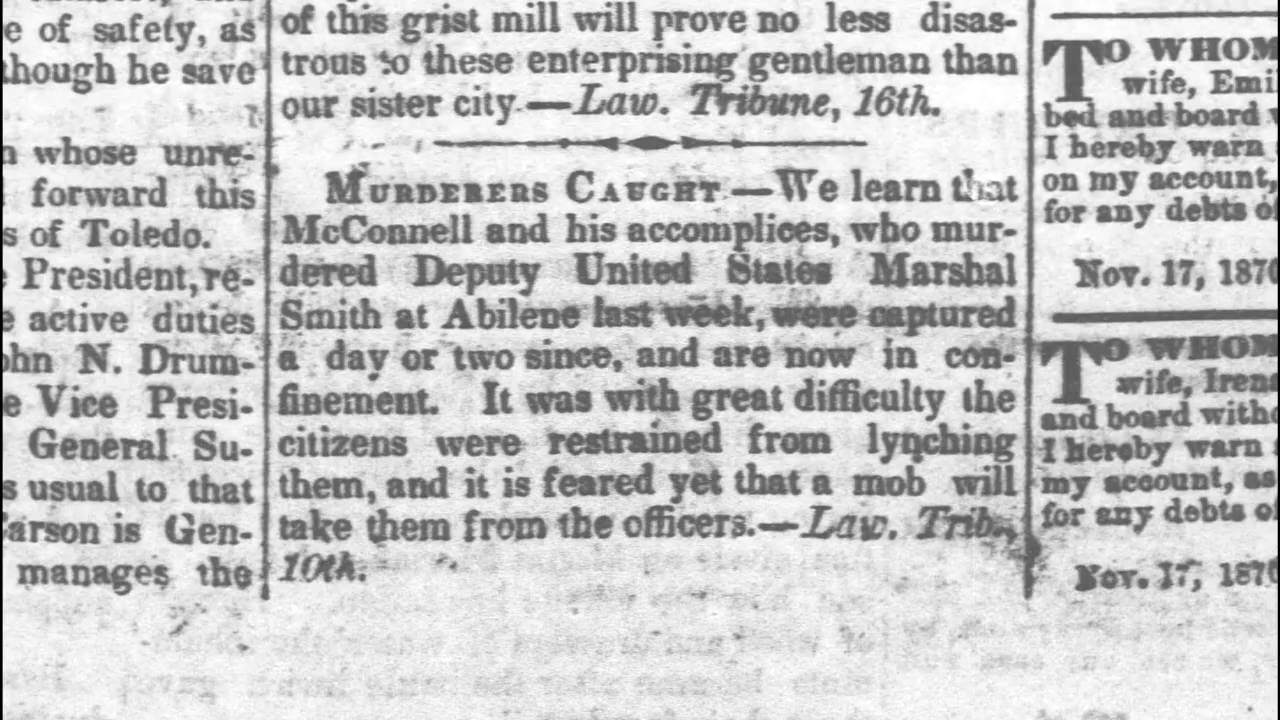 e of safety, as
though he save
n whose unre-
forward this
s of Toledo.
President, re-
e active duties
ohn N. Drum-
e Vice Presi-
General Su-
s usual to that
Carson is Gen-
manages the
of this grist mill will prove no less disas-
trous to these enterprising gentleman than
our sister city.—Law. Tribune, 16th.
MURDERERS CAUGHT.—We learn that
McConnell and his accomplices, who mur-
dered Deputy United States Marshal
Smith at Abilene last week, were captured
a day or two since, and are now in con-
finement. It was with great difficulty the
citizens were restrained from lynching
them, and it is feared yet that a mob will
take them from the officers.—Law. Trib.,
10th.
TO WHOM
wife, Emi
bed and board
I hereby warn
on my account,
for any debts o
Nov. 17, 1870
TO WHOM
wife, Irena
and board witho
I hereby warn
my account, as
for any debts o
Nov. 17, 1870